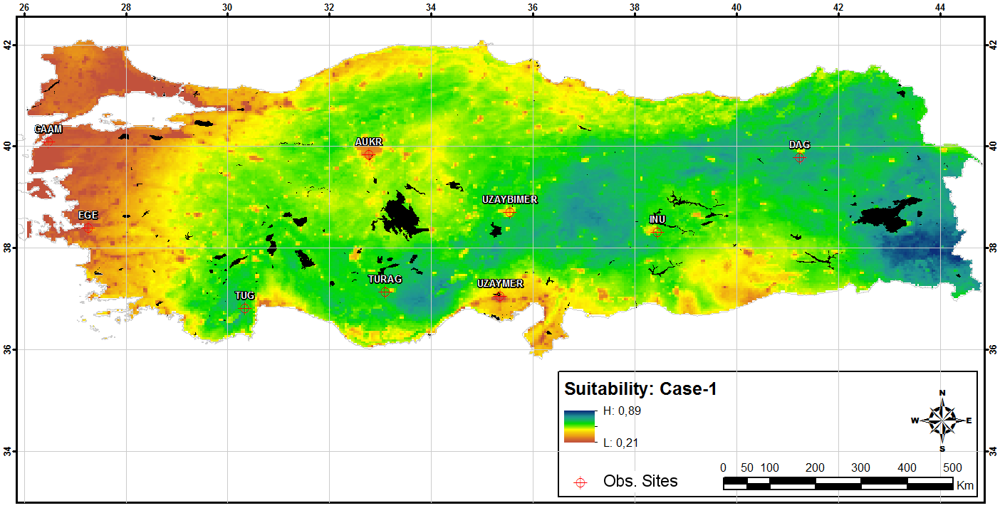 26 28 30 32 34 36 38 40 42 44
42 42
ÇAAM
40 AUKR DAG 40
UZAYBIMER
EGE INU
38 38
TURAG UZAYMER
TUG
36 36
Suitability: Case-1
H: 0,89
L: 0,21
N
W E
S
34 34
0 50 100 200 300 400 500
Km
Obs. Sites